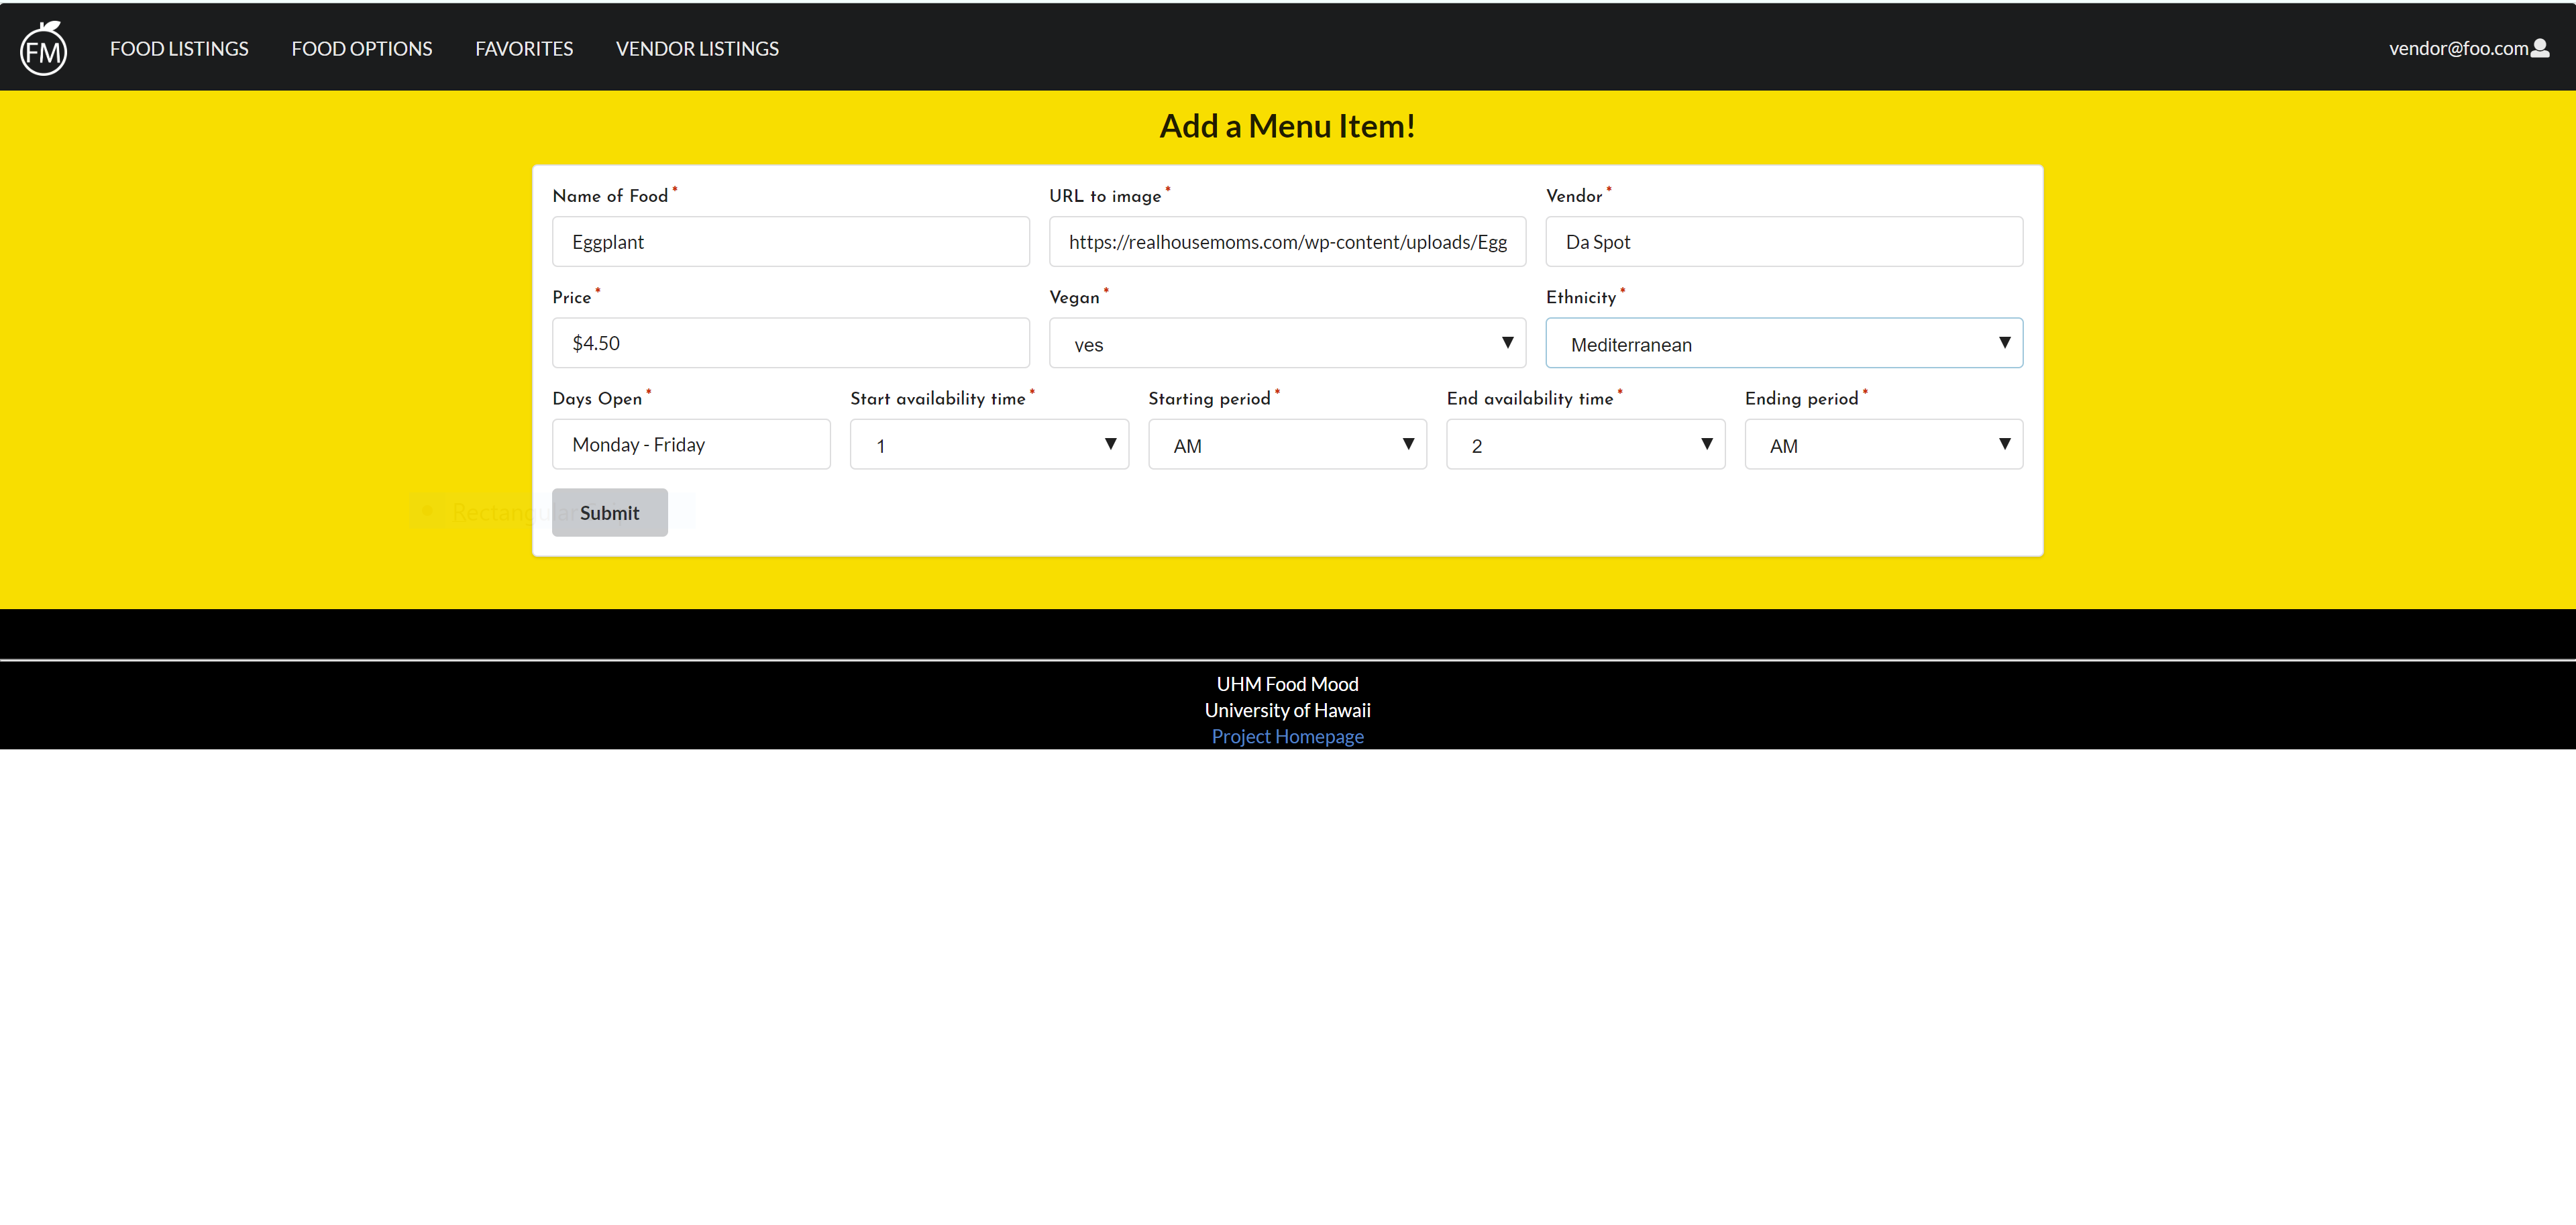 FM FOOD LISTINGS FOOD OPTIONS FAVORITES VENDOR LISTINGS vendor@foo.com
Add a Menu Item!
Name of Food * URL to image * Vendor *
Eggplant https://realhousemoms.com/wp-content/uploads/Egg Da Spot
Price * Vegan * Ethnicity *
$4.50 yes Mediterranean
Days Open * Start availability time * Starting period * End availability time * Ending period *
Monday - Friday 1 AM 2 AM
Submit
UHM Food Mood
University of Hawaii
Project Homepage